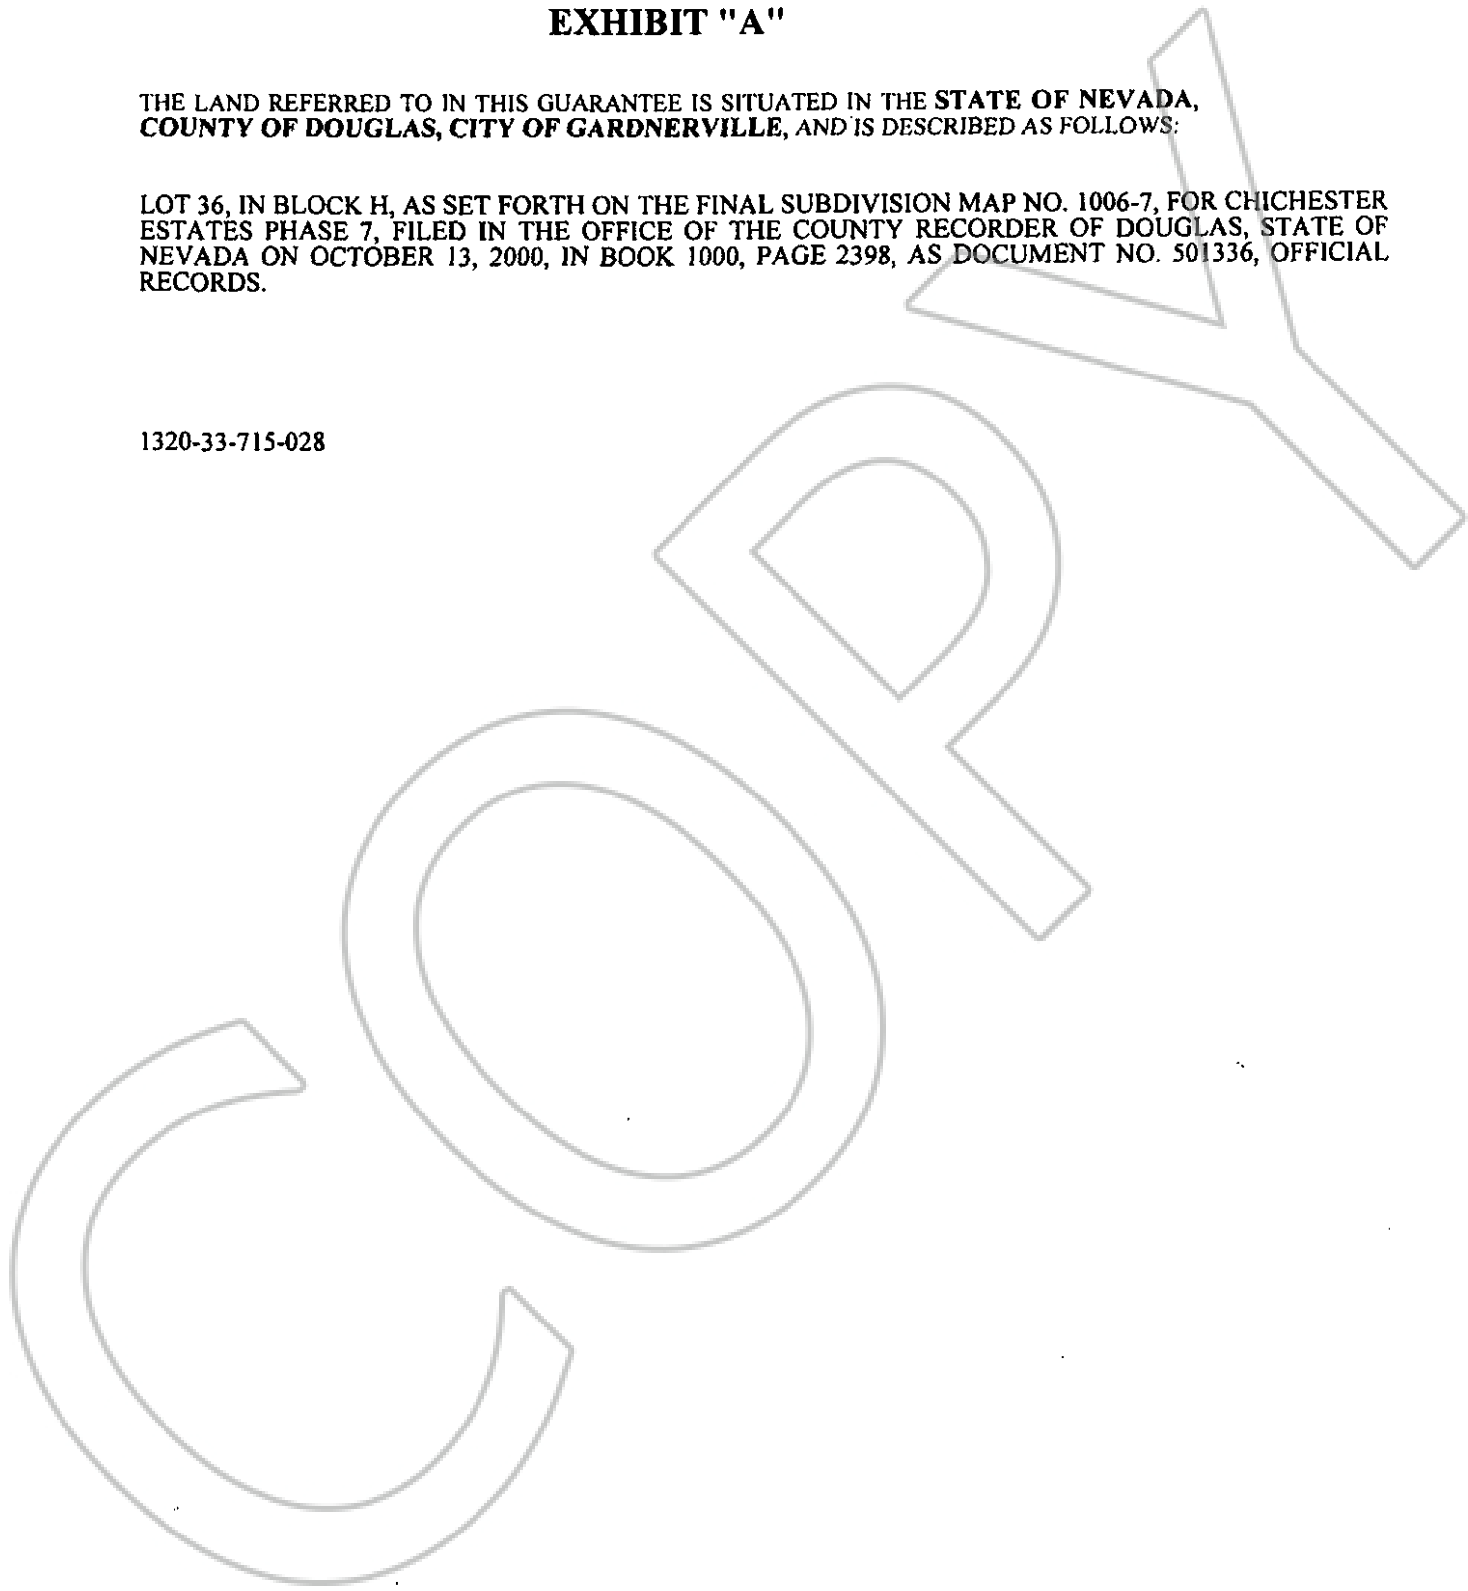 EXHIBIT "A"
THE LAND REFERRED TO IN THIS GUARANTEE IS SITUATED IN THE STATE OF NEVADA,
COUNTY OF DOUGLAS, CITY OF GARDNERVILLE, AND IS DESCRIBED AS FOLLOWS:
LOT 36, IN BLOCK H, AS SET FORTH ON THE FINAL SUBDIVISION MAP NO. 1006-7, FOR CHICHESTER
ESTATES PHASE 7, FILED IN THE OFFICE OF THE COUNTY RECORDER OF DOUGLAS, STATE OF
NEVADA ON OCTOBER 13, 2000, IN BOOK 1000, PAGE 2398, AS DOCUMENT NO. 501336, OFFICIAL
RECORDS.
1320-33-715-028
COPY